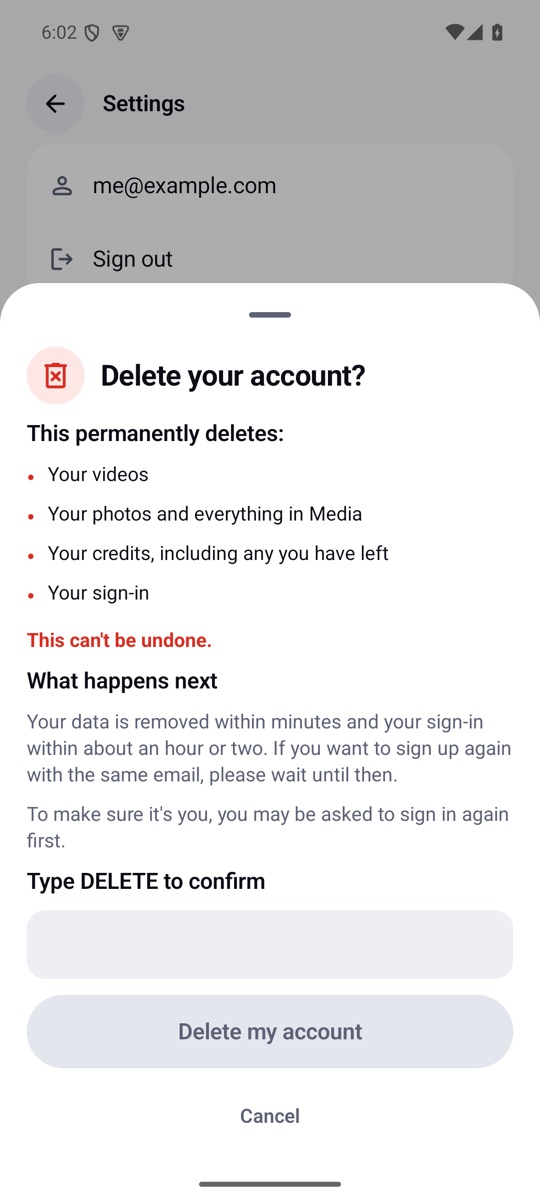 6:02
Settings
me@example.com
Sign out
Delete your account?
This permanently deletes:
• Your videos
• Your photos and everything in Media
• Your credits, including any you have left
• Your sign-in
This can't be undone.
What happens next
Your data is removed within minutes and your sign-in
within about an hour or two. If you want to sign up again
with the same email, please wait until then.
To make sure it's you, you may be asked to sign in again
first.
Type DELETE to confirm
Delete my account
Cancel